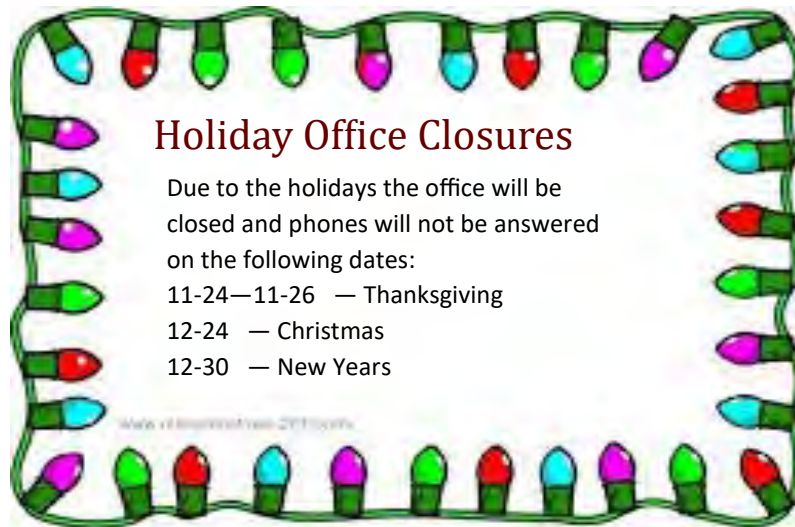 Holiday Office Closures
Due to the holidays the office will be
closed and phones will not be answered
on the following dates:
11-24—11-26 — Thanksgiving
12-24 — Christmas
12-30 — New Years